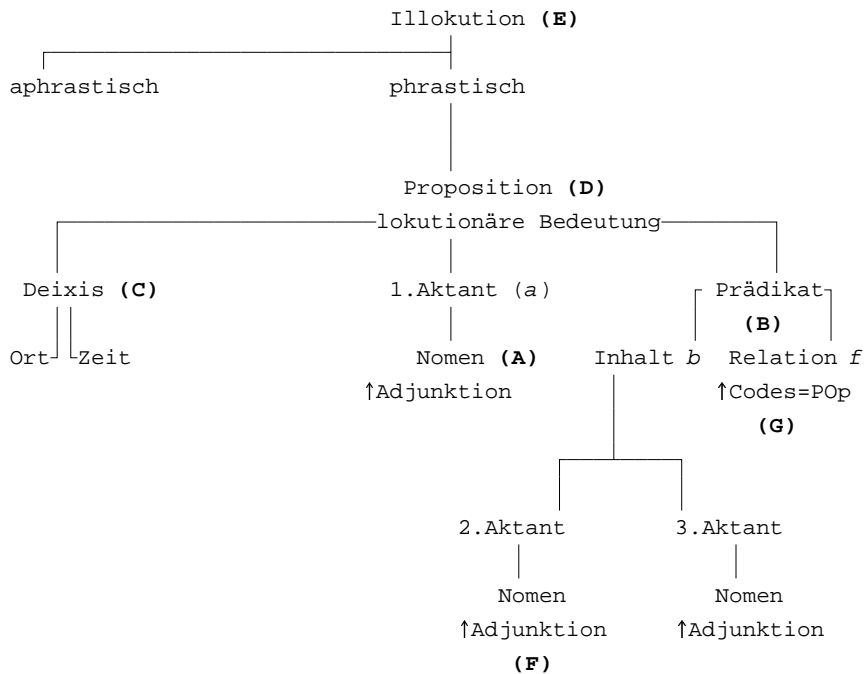 Illokution (E)
aphrastisch phrastisch
Proposition (D)
lokutionäre Bedeutung
Deixis (C) 1.Aktant (a) Prädikat
(B)
Ort Zeit Nomen (A) Inhalt b Relation f
↑Adjunktion ↑Codes=POp
(G)
2.Aktant 3.Aktant
Nomen Nomen
↑Adjunktion ↑Adjunktion
(F)